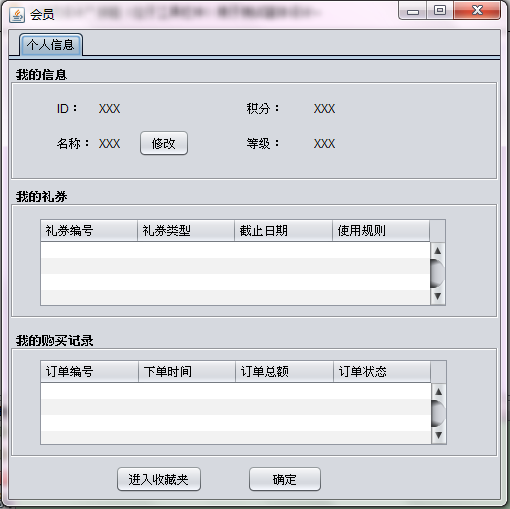 会员
个人信息
我的信息
ID： XXX 积分： XXX
名称： XXX 修改 等级： XXX
我的礼券
礼券编号 礼券类型 截止日期 使用规则
我的购买记录
订单编号 下单时间 订单总额 订单状态
进入收藏夹 确定